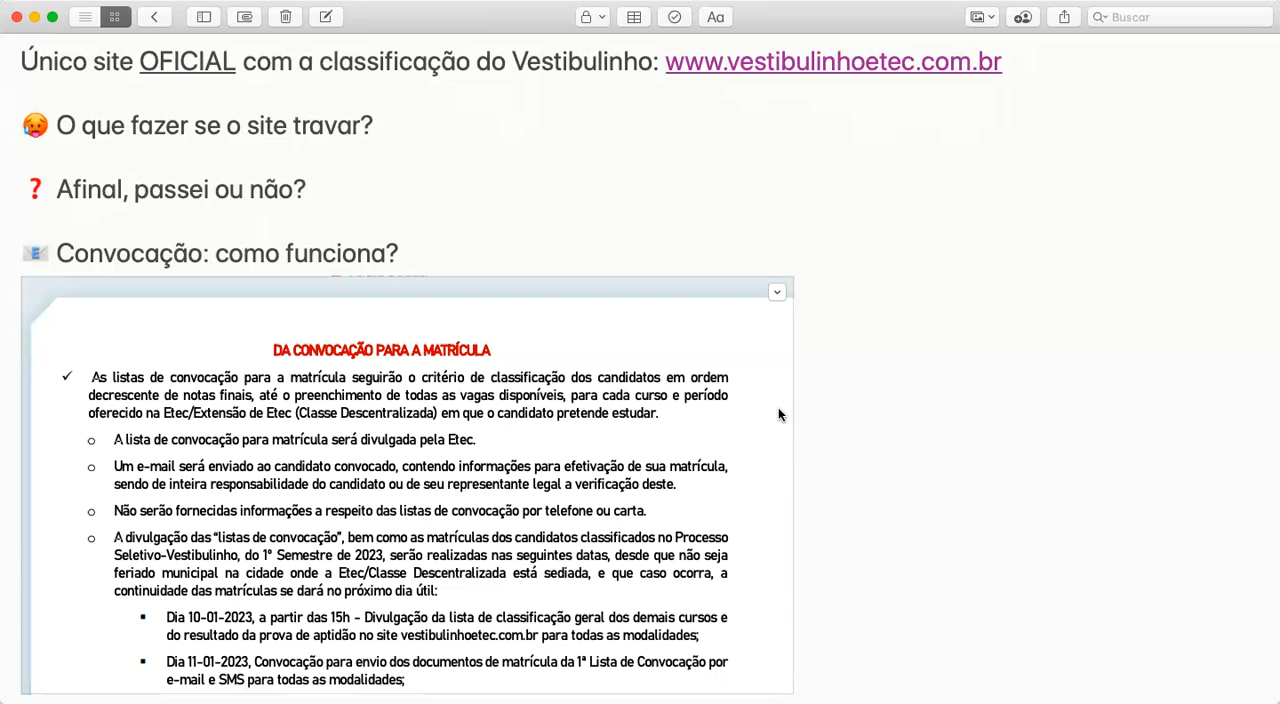 Aa
Buscar
Único site OFICIAL com a classificação do Vestibulinho: www.vestibulinhoetec.com.br
🥵 O que fazer se o site travar?
❓ Afinal, passei ou não?
📧 Convocação: como funciona?
DA CONVOCAÇÃO PARA A MATRÍCULA
✓ As listas de convocação para a matrícula seguirão o critério de classificação dos candidatos em ordem
decrescente de notas finais, até o preenchimento de todas as vagas disponíveis, para cada curso e período
oferecido na Etec/Extensão de Etec (Classe Descentralizada) em que o candidato pretende estudar.
o A lista de convocação para matrícula será divulgada pela Etec.
o Um e-mail será enviado ao candidato convocado, contendo informações para efetivação de sua matrícula,
sendo de inteira responsabilidade do candidato ou de seu representante legal a verificação deste.
o Não serão fornecidas informações a respeito das listas de convocação por telefone ou carta.
o A divulgação das “listas de convocação”, bem como as matrículas dos candidatos classificados no Processo
Seletivo-Vestibulinho, do 1º Semestre de 2023, serão realizadas nas seguintes datas, desde que não seja
feriado municipal na cidade onde a Etec/Classe Descentralizada está sediada, e que caso ocorra, a
continuidade das matrículas se dará no próximo dia útil:
▪ Dia 10-01-2023, a partir das 15h - Divulgação da lista de classificação geral dos demais cursos e
do resultado da prova de aptidão no site vestibulinhoetec.com.br para todas as modalidades;
▪ Dia 11-01-2023, Convocação para envio dos documentos de matrícula da 1ª Lista de Convocação por
e-mail e SMS para todas as modalidades;